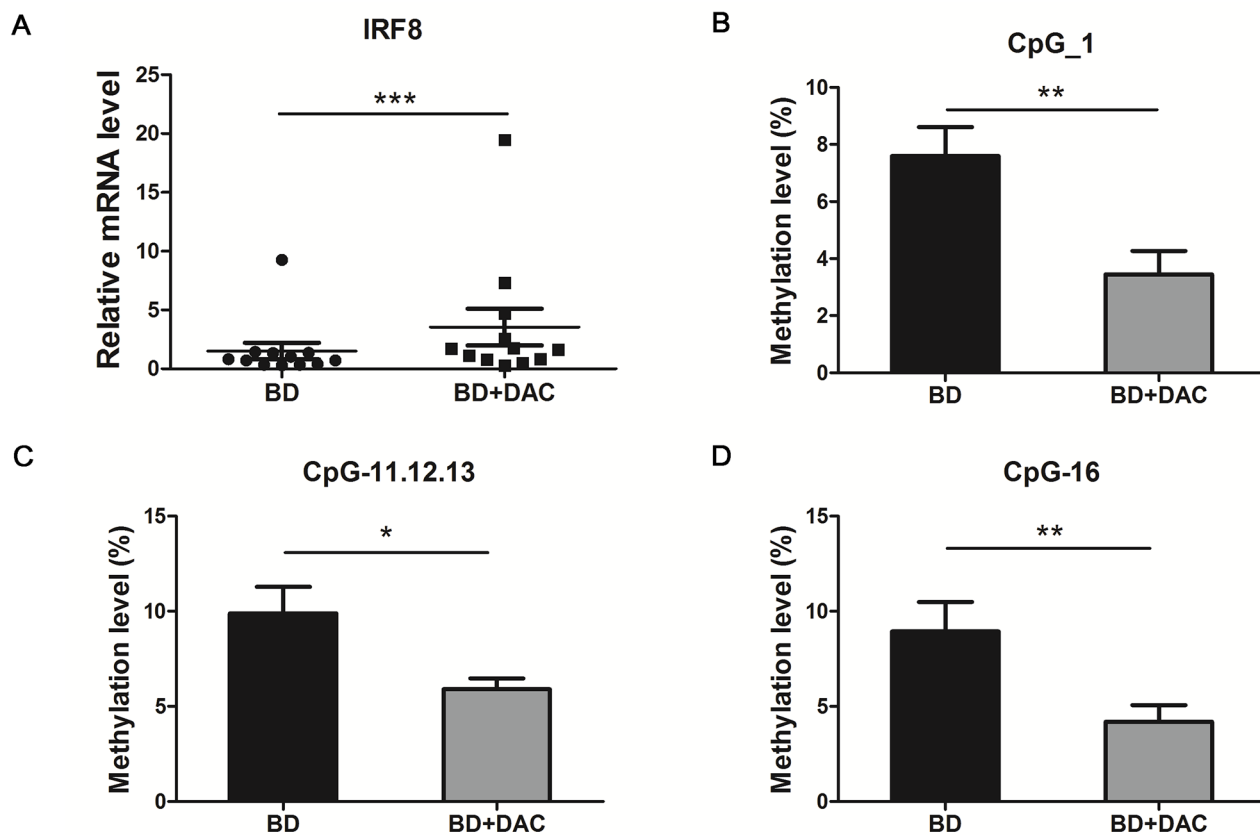 A
IRF8
Relative mRNA level
25
20
15
10
5
0
***
BD
BD+DAC
B
CpG_1
Methylation level (%)
10
8
6
4
2
0
**
BD
BD+DAC
C
CpG-11.12.13
Methylation level (%)
15
10
5
0
*
BD
BD+DAC
D
CpG-16
Methylation level (%)
15
10
5
0
**
BD
BD+DAC